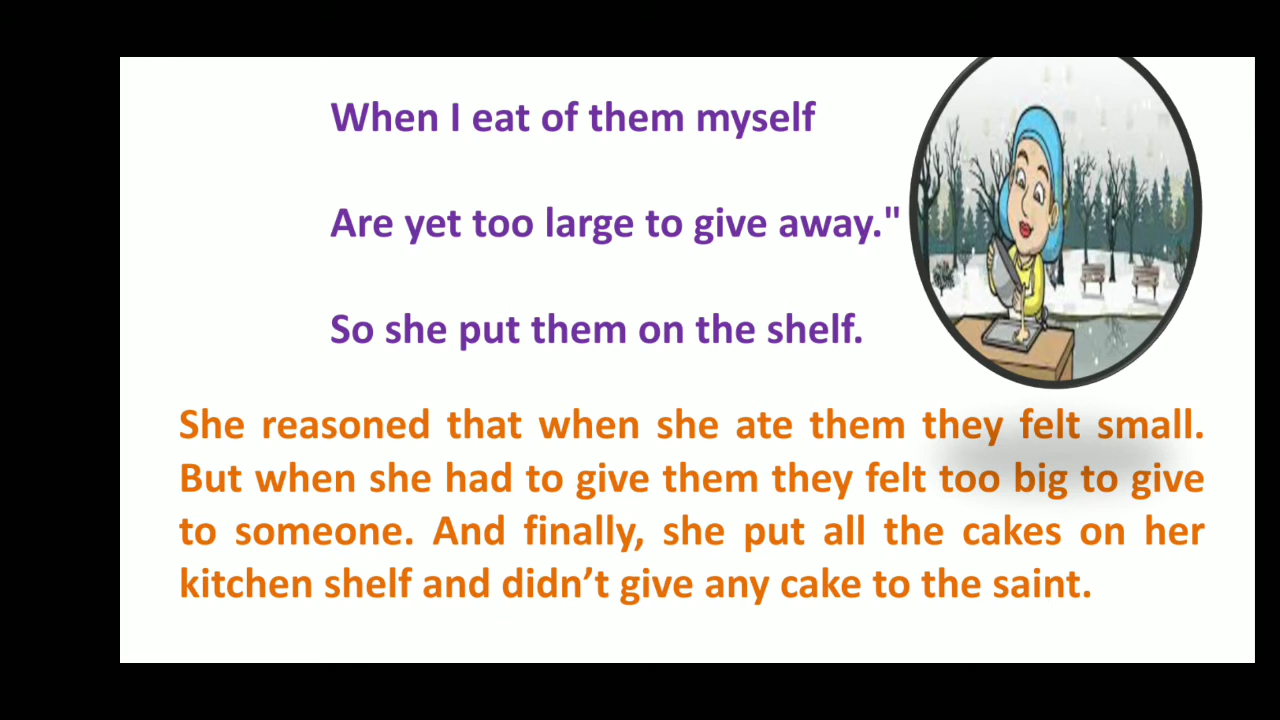 When I eat of them myself
Are yet too large to give away."
So she put them on the shelf.
She reasoned that when she ate them they felt small.
But when she had to give them they felt too big to give
to someone. And finally, she put all the cakes on her
kitchen shelf and didn’t give any cake to the saint.